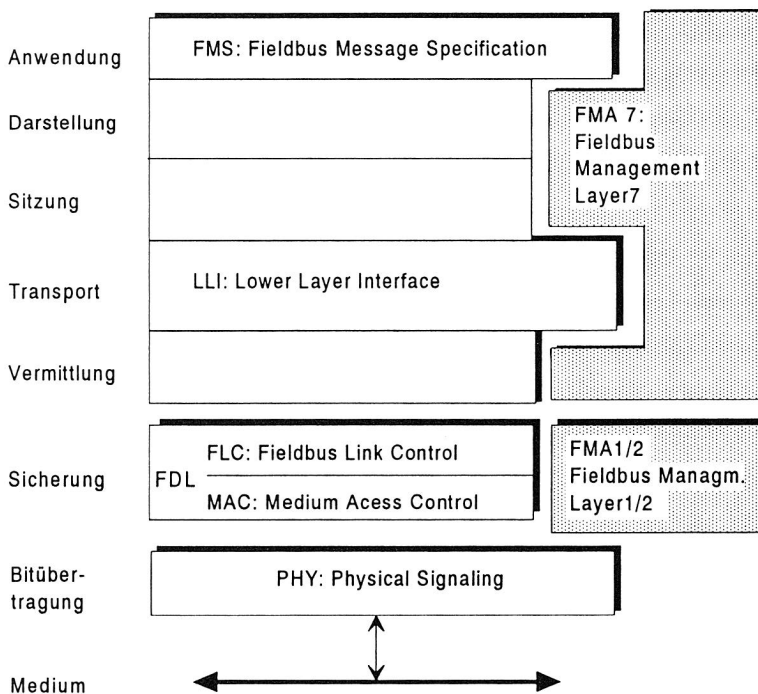 Anwendung
FMS: Fieldbus Message Specification
Darstellung
FMA 7:
Fieldbus
Management
Layer7
Sitzung
Transport
LLI: Lower Layer Interface
Vermittlung
Sicherung
FDL
FLC: Fieldbus Link Control
MAC: Medium Acess Control
FMA1/2
Fieldbus Managm.
Layer1/2
Bitüber-
tragung
PHY: Physical Signaling
Medium